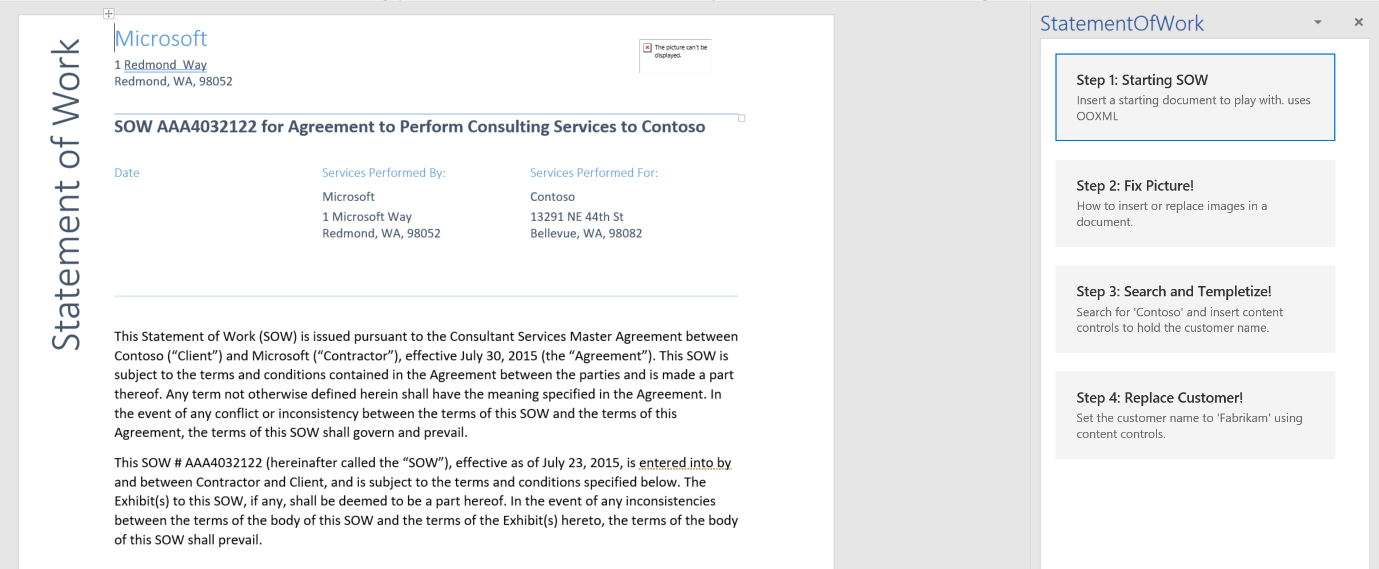 Statement of Work
Microsoft
1 Redmond Way
Redmond, WA, 98052
The picture can't be
displayed.
SOW AAA4032122 for Agreement to Perform Consulting Services to Contoso
Date
Services Performed By:
Microsoft
1 Microsoft Way
Redmond, WA, 98052
Services Performed For:
Contoso
13291 NE 44th St
Bellevue, WA, 98082
This Statement of Work (SOW) is issued pursuant to the Consultant Services Master Agreement between
Contoso (“Client”) and Microsoft (“Contractor”), effective July 30, 2015 (the “Agreement”). This SOW is
subject to the terms and conditions contained in the Agreement between the parties and is made a part
thereof. Any term not otherwise defined herein shall have the meaning specified in the Agreement. In
the event of any conflict or inconsistency between the terms of this SOW and the terms of this
Agreement, the terms of this SOW shall govern and prevail.
This SOW # AAA4032122 (hereinafter called the “SOW”), effective as of July 23, 2015, is entered into by
and between Contractor and Client, and is subject to the terms and conditions specified below. The
Exhibit(s) to this SOW, if any, shall be deemed to be a part hereof. In the event of any inconsistencies
between the terms of the body of this SOW and the terms of the Exhibit(s) hereto, the terms of the body
of this SOW shall prevail.
StatementOfWork
Step 1: Starting SOW
Insert a starting document to play with. uses
OOXML
Step 2: Fix Picture!
How to insert or replace images in a
document.
Step 3: Search and Templetize!
Search for 'Contoso' and insert content
controls to hold the customer name.
Step 4: Replace Customer!
Set the customer name to 'Fabrikam' using
content controls.